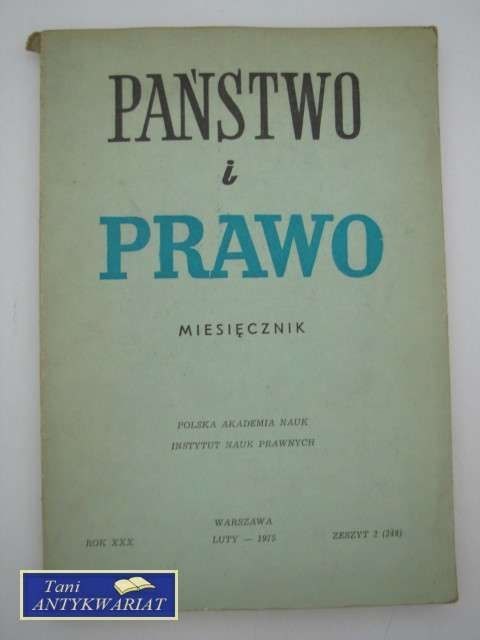 PAŃSTWO
i
PRAWO
MIESIĘCZNIK
POLSKA AKADEMIA NAUK
INSTYTUT NAUK PRAWNYCH
WARSZAWA
ROK XXX LUTY — 1975 ZESZYT 2 (348)
Tani
ANTYKWARIAT